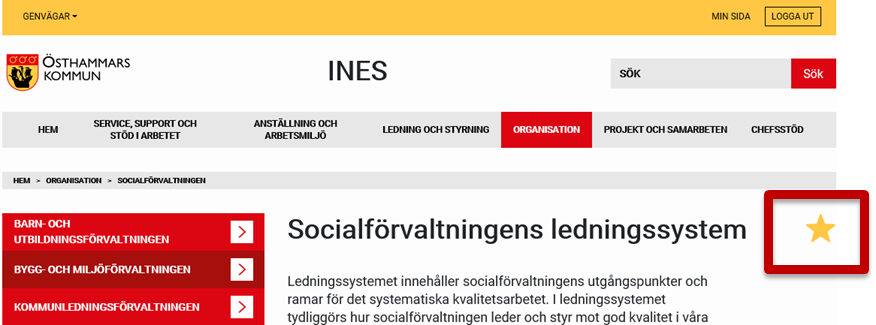 GENVÄGAR
MIN SIDA
LOGGA UT
ÖSTHAMMARS
KOMMUN
INES
SÖK
Sök
HEM
SERVICE, SUPPORT OCH
STÖD I ARBETET
ANSTÄLLNING OCH
ARBETSMILJÖ
LEDNING OCH STYRNING
ORGANISATION
PROJEKT OCH SAMARBETEN
CHEFSSTÖD
HEM > ORGANISATION > SOCIALFÖRVALTNINGEN
BARN- OCH
UTBILDNINGSFÖRVALTNINGEN
BYGG- OCH MILJÖFÖRVALTNINGEN
KOMMUNLEDNINGSFÖRVALTNINGEN
Socialförvaltningens ledningssystem
Ledningssystemet innehåller socialförvaltningens utgångspunkter och
ramar för det systematiska kvalitetsarbetet. I ledningssystemet
tydliggörs hur socialförvaltningen leder och styr mot god kvalitet i våra